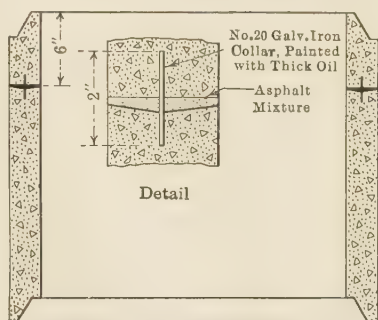 6"
2"
No.20 Galv.Iron
Collar, Painted
with Thick Oil
Asphalt
Mixture
Detail